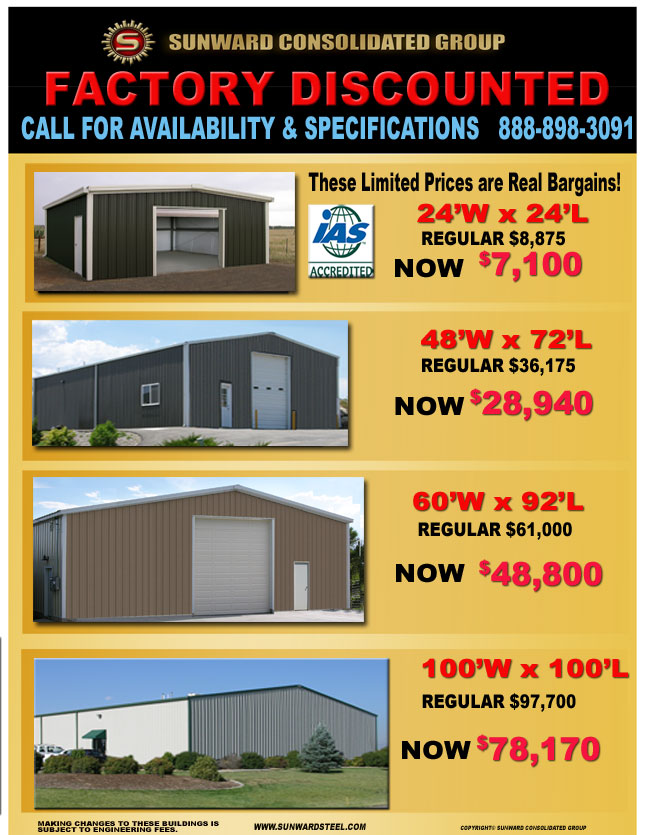 S SUNWARD CONSOLIDATED GROUP
FACTORY DISCOUNTED
CALL FOR AVAILABILITY & SPECIFICATIONS 888-898-3091
These Limited Prices are Real Bargains!
IAS
ACCREDITED
24'W x 24'L
REGULAR $8,875
NOW $7,100
48'W x 72'L
REGULAR $36,175
NOW $28,940
60'W x 92'L
REGULAR $61,000
NOW $48,800
100'W x 100'L
REGULAR $97,700
NOW $78,170
MAKING CHANGES TO THESE BUILDINGS IS
SUBJECT TO ENGINEERING FEES.
WWW.SUNWARDSTEEL.COM
COPYRIGHT© SUNWARD CONSOLIDATED GROUP